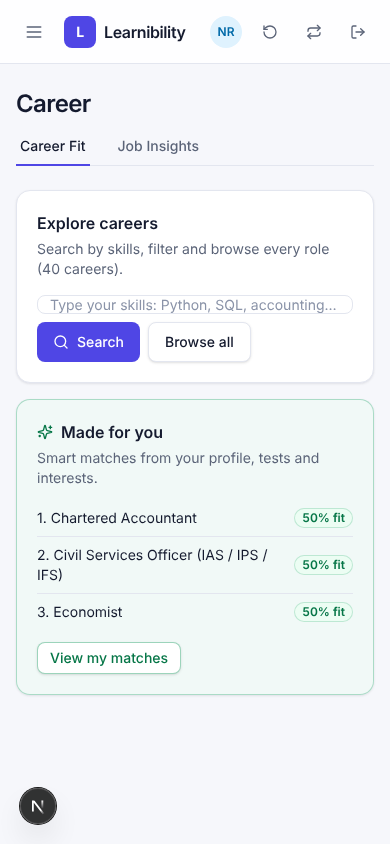 L Learnibility NR
Career
Career Fit Job Insights
Explore careers
Search by skills, filter and browse every role
(40 careers).
Type your skills: Python, SQL, accounting...
Search Browse all
Made for you
Smart matches from your profile, tests and
interests.
1. Chartered Accountant 50% fit
2. Civil Services Officer (IAS / IPS /
IFS) 50% fit
3. Economist 50% fit
View my matches
N